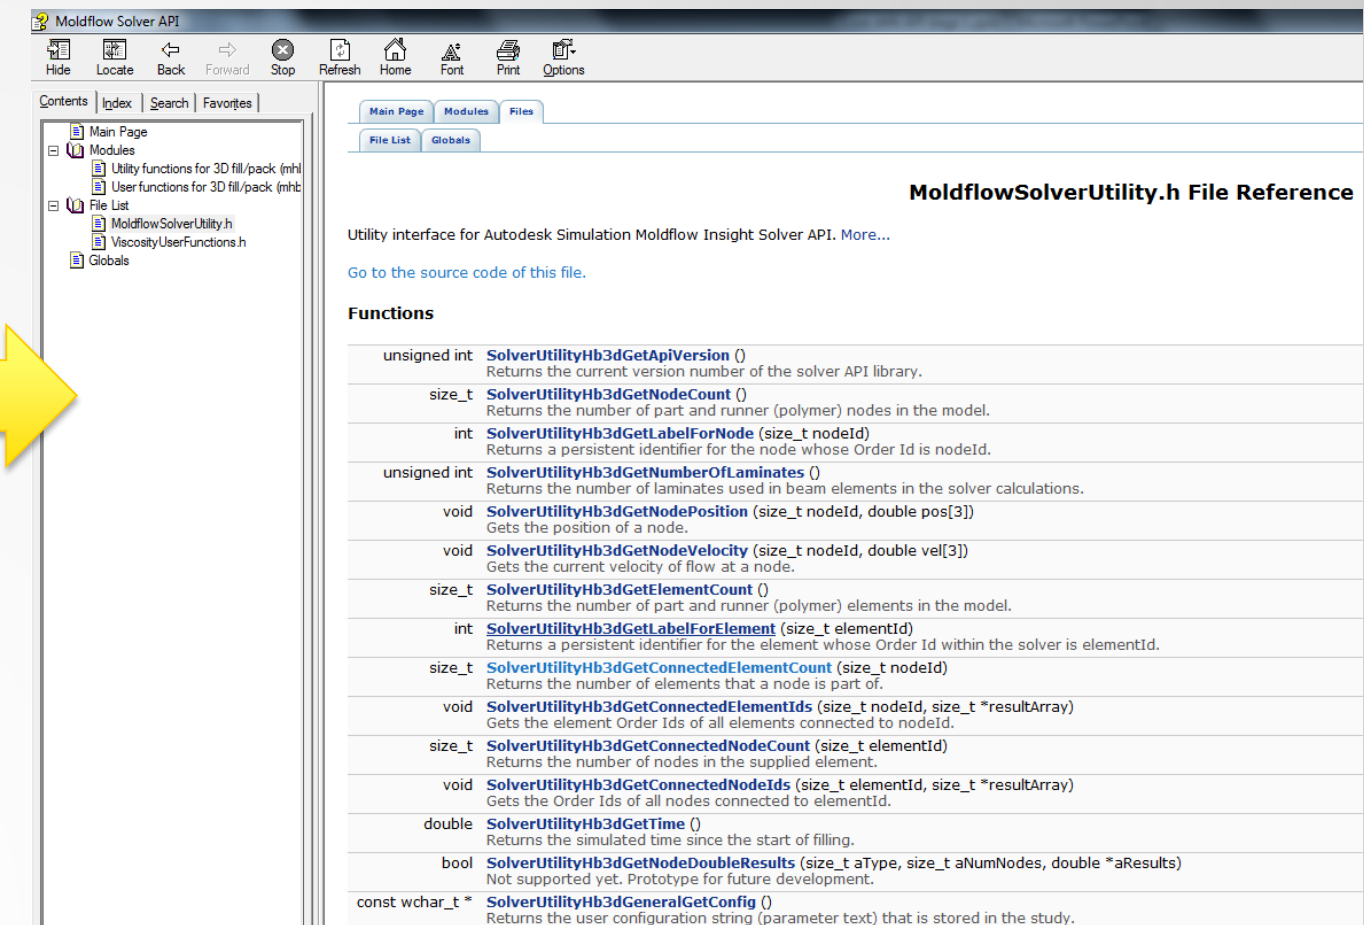 Moldflow Solver API
Hide Locate Back Forward Stop Refresh Home Font Print Options
Contents Index Search Favorites
Main Page
Modules
Utility functions for 3D fill/pack (mhl
User functions for 3D fill/pack (mhb
File List
MoldflowSolverUtility.h
ViscosityUserFunctions.h
Globals
Main Page Modules Files
File List Globals
MoldflowSolverUtility.h File Reference
Utility interface for Autodesk Simulation Moldflow Insight Solver API. More...
Go to the source code of this file.
Functions
unsigned int SolverUtilityHb3dGetApiVersion ()
Returns the current version number of the solver API library.
size_t SolverUtilityHb3dGetNodeCount ()
Returns the number of part and runner (polymer) nodes in the model.
int SolverUtilityHb3dGetLabelForNode (size_t nodeId)
Returns a persistent identifier for the node whose Order Id is nodeId.
unsigned int SolverUtilityHb3dGetNumberOfLaminates ()
Returns the number of laminates used in beam elements in the solver calculations.
void SolverUtilityHb3dGetNodePosition (size_t nodeId, double pos[3])
Gets the position of a node.
void SolverUtilityHb3dGetNodeVelocity (size_t nodeId, double vel[3])
Gets the current velocity of flow at a node.
size_t SolverUtilityHb3dGetElementCount ()
Returns the number of part and runner (polymer) elements in the model.
int SolverUtilityHb3dGetLabelForElement (size_t elementId)
Returns a persistent identifier for the element whose Order Id within the solver is elementId.
size_t SolverUtilityHb3dGetConnectedElementCount (size_t nodeId)
Returns the number of elements that a node is part of.
void SolverUtilityHb3dGetConnectedElementIds (size_t nodeId, size_t *resultArray)
Gets the element Order Ids of all elements connected to nodeId.
size_t SolverUtilityHb3dGetConnectedNodeCount (size_t elementId)
Returns the number of nodes in the supplied element.
void SolverUtilityHb3dGetConnectedNodeIds (size_t elementId, size_t *resultArray)
Gets the Order Ids of all nodes connected to elementId.
double SolverUtilityHb3dGetTime ()
Returns the simulated time since the start of filling.
bool SolverUtilityHb3dGetNodeDoubleResults (size_t aType, size_t aNumNodes, double *aResults)
Not supported yet. Prototype for future development.
const wchar_t * SolverUtilityHb3dGeneralGetConfig ()
Returns the user configuration string (parameter text) that is stored in the study.